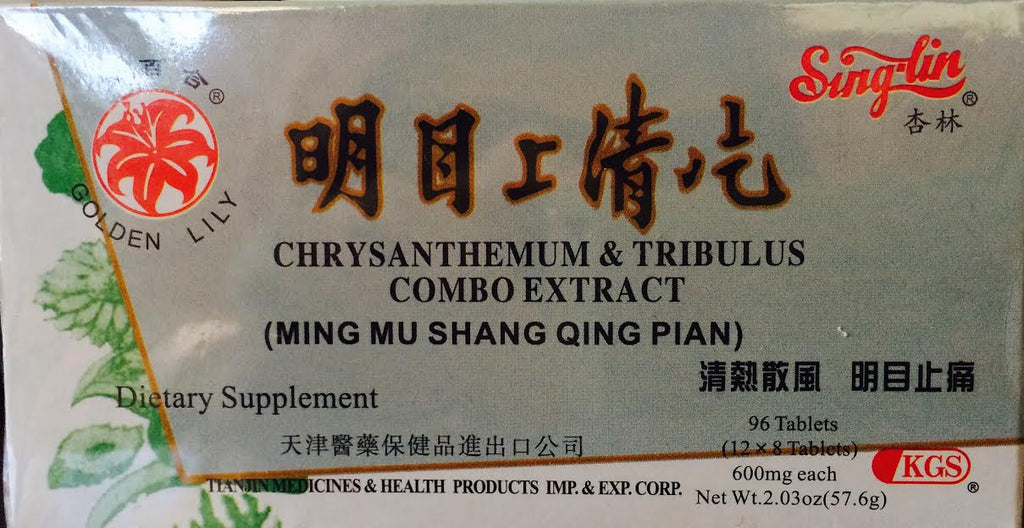 百合®
GOLDEN LILY
Sing-lin®
杏林
明目上清片
CHRYSANTHEMUM & TRIBULUS
COMBO EXTRACT
(MING MU SHANG QING PIAN)
清熱散風 明目止痛
Dietary Supplement
96 Tablets
(12×8 Tablets)
600mg each
Net Wt.2.03oz(57.6g)
天津醫藥保健品進出口公司
TIANJIN MEDICINES & HEALTH PRODUCTS IMP. & EXP. CORP.
KGS®